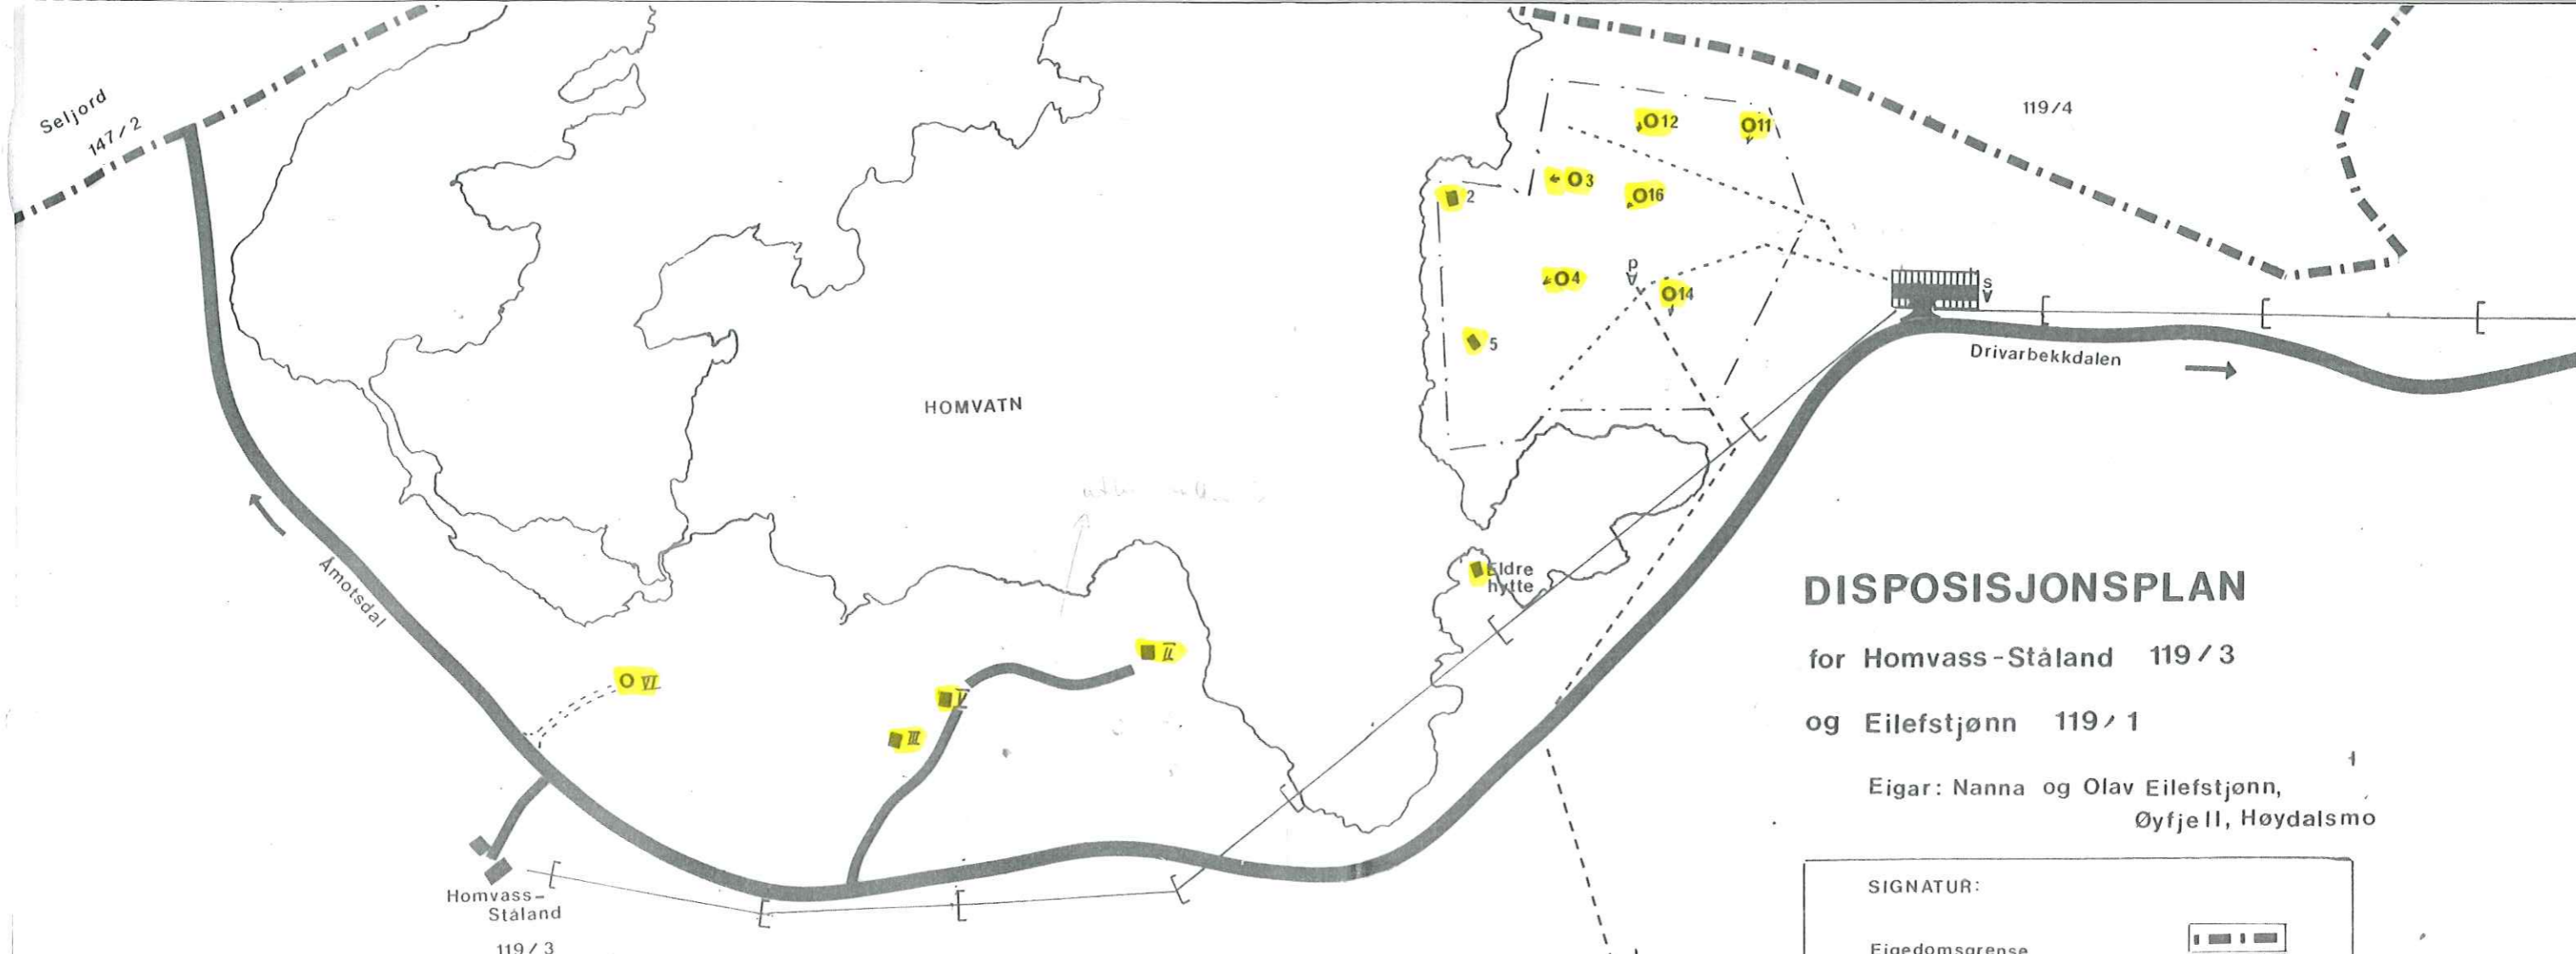 Seljord
147/2
119/4
O12
O11
O3
O16
2
p
O4
O14
5
s
Drivarbekkdalen
HOMVATN
Åmotsdal
Eldre
hytte
II
O VI
V
III
Homvass-
Ståland
119/3
DISPOSISJONSPLAN
for Homvass-Ståland 119/3
og Eilefstjønn 119/1
Eigar: Nanna og Olav Eilefstjønn,
Øyfjell, Høydalsmo
SIGNATUR:
Eigedomsgrense